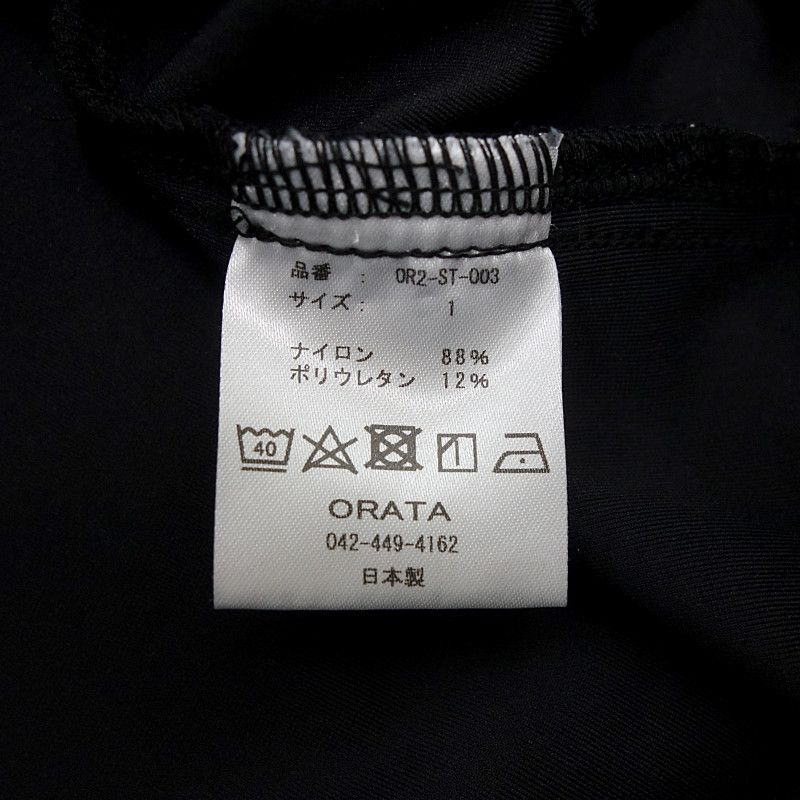 品番 : OR2-ST-003
サイズ : 1
ナイロン 88%
ポリウレタン 12%
40
ORATA
042-449-4162
日本製